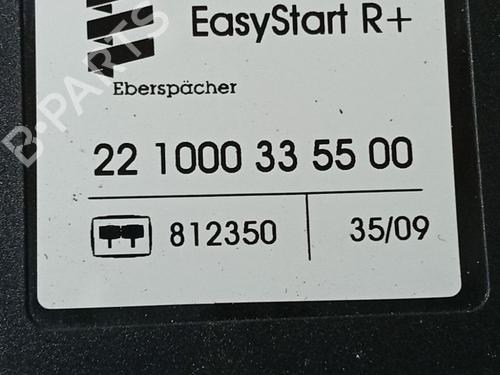 EasyStart R+
Eberspächer
22 1000 33 55 00
812350 35/09
B-PARTS